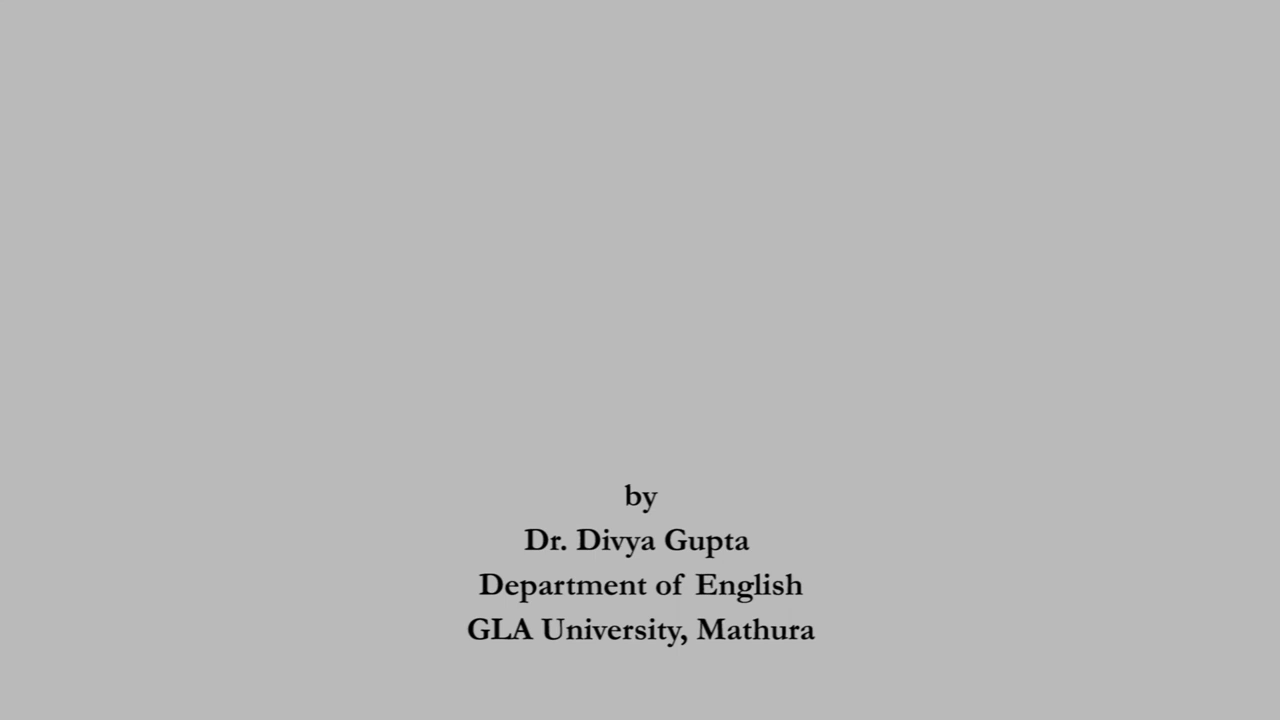 by
Dr. Divya Gupta
Department of English
GLA University, Mathura